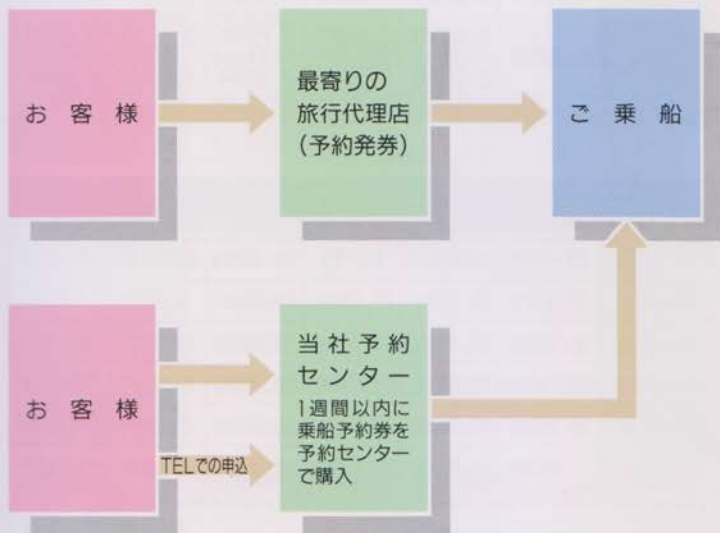 お客様
最寄りの
旅行代理店
(予約発券)
ご乗船
お客様
TELでの申込
当社予約
センター
1週間以内に
乗船予約券を
予約センター
で購入